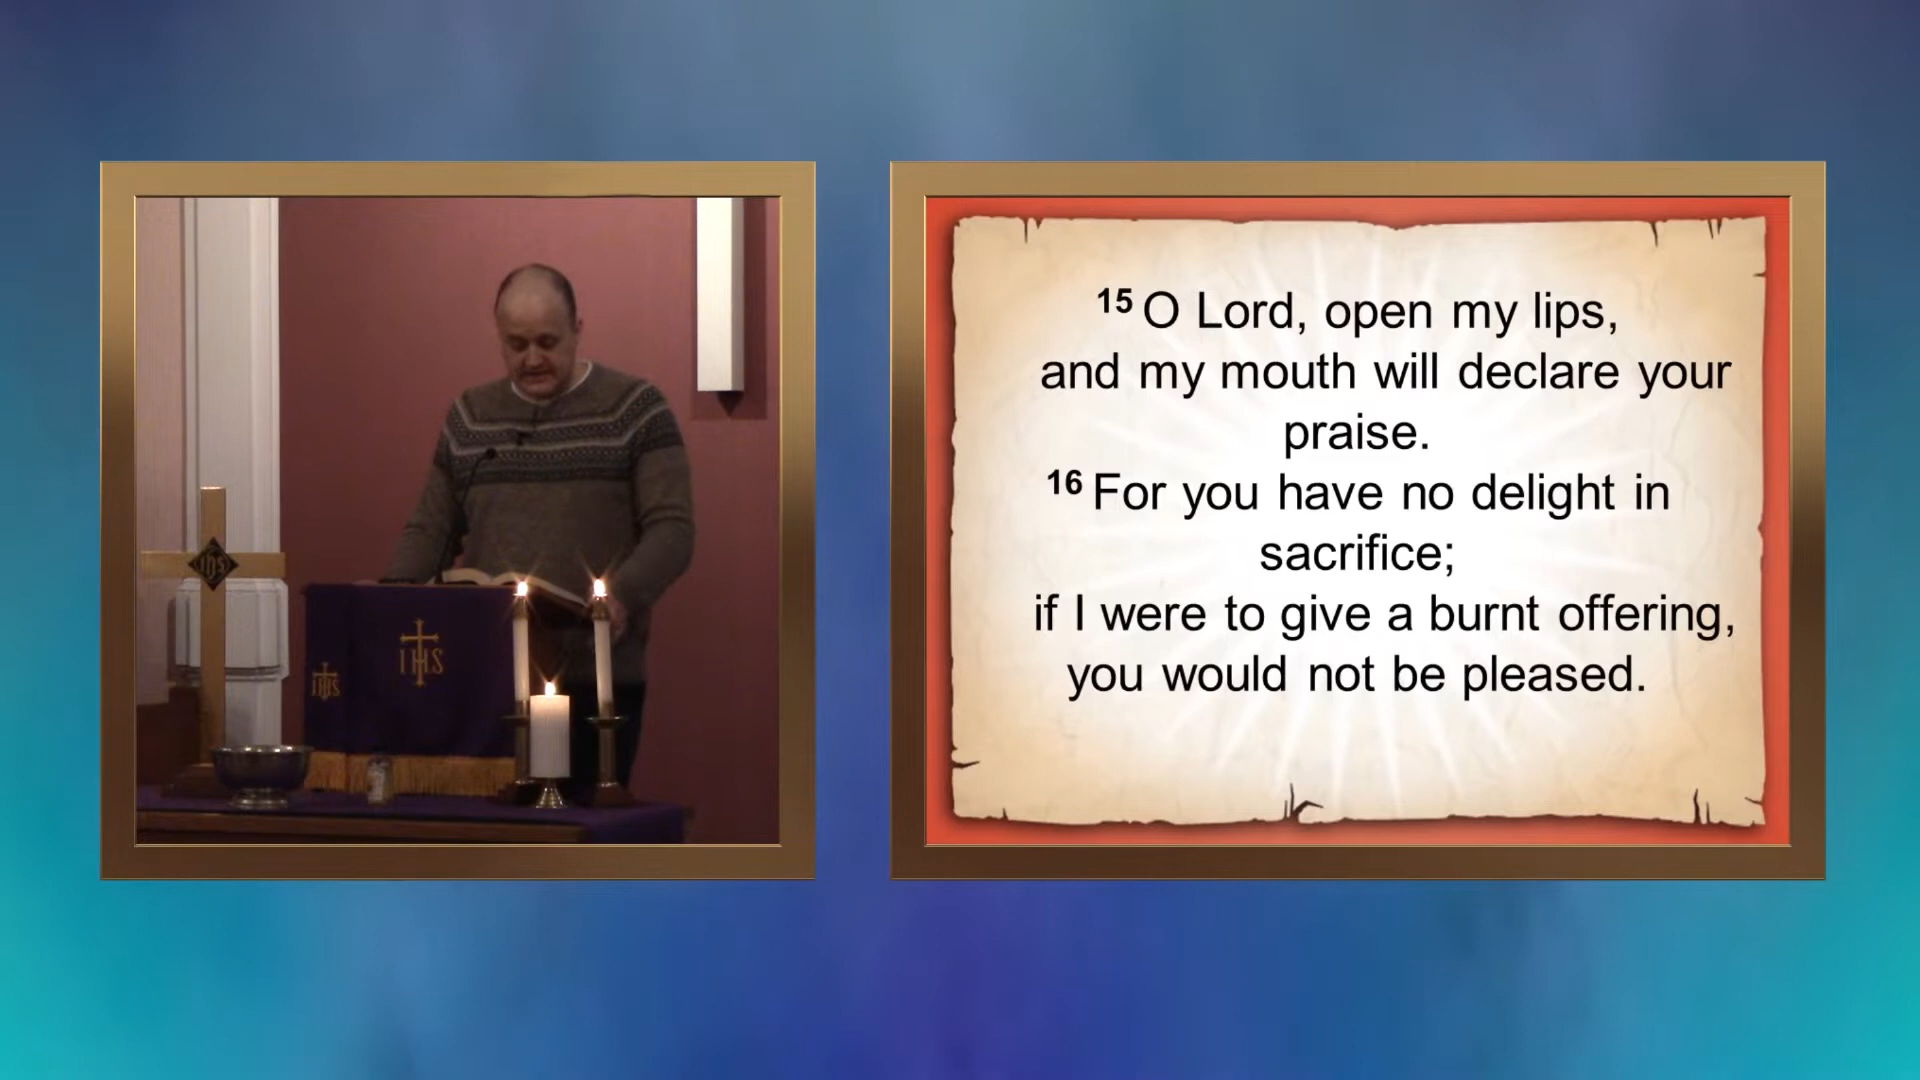 IHS
IHS
IHS
15 O Lord, open my lips,
and my mouth will declare your
praise.
16 For you have no delight in
sacrifice;
if I were to give a burnt offering,
you would not be pleased.